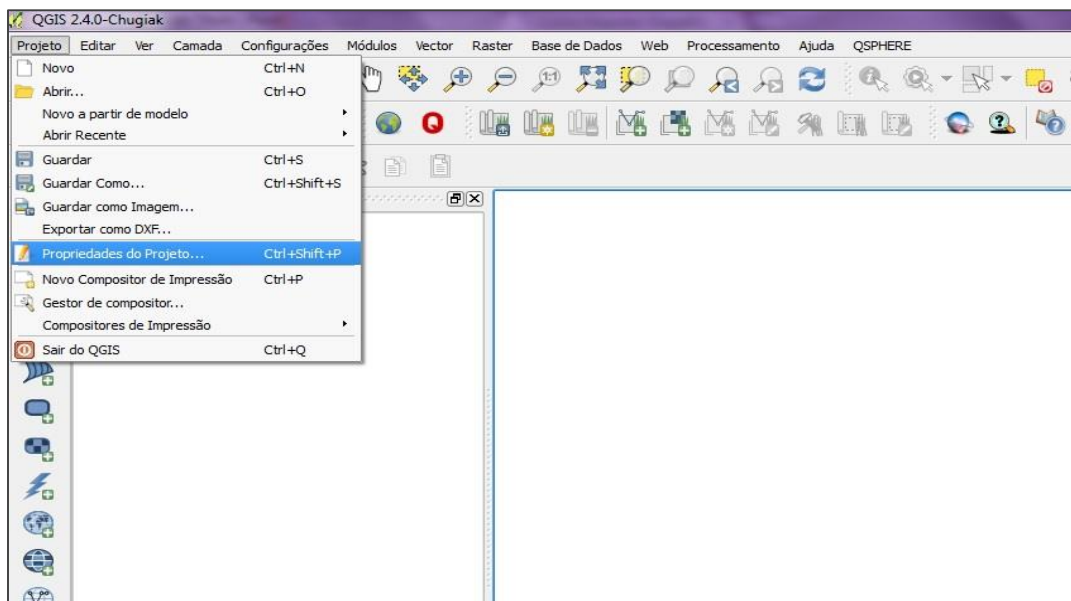 QGIS 2.4.0-Chugiak
Projeto Editar Ver Camada Configurações Módulos Vector Raster Base de Dados Web Processamento Ajuda QSPHERE
Novo Ctrl+N
Abrir... Ctrl+O
Novo a partir de modelo
Abrir Recente
Guardar Ctrl+S
Guardar Como... Ctrl+Shift+S
Guardar como Imagem...
Exportar como DXF...
Propriedades do Projeto... Ctrl+Shift+P
Novo Compositor de Impressão Ctrl+P
Gestor de compositor...
Compositores de Impressão
Sair do QGIS Ctrl+Q
1:1
Q